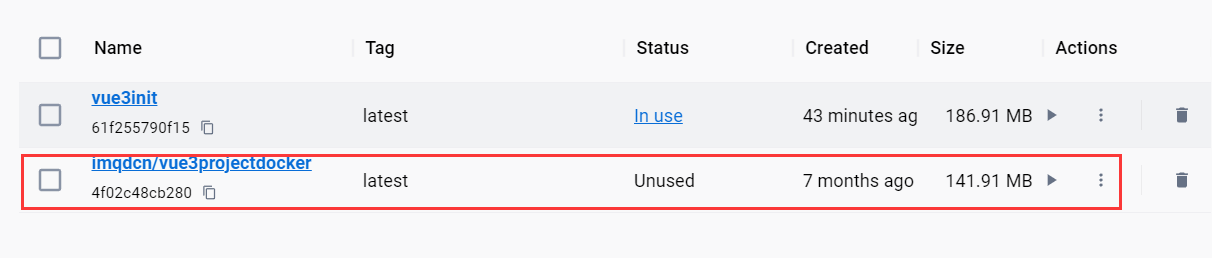 Name Tag Status Created Size Actions
vue3init
61f255790f15 latest In use 43 minutes ag 186.91 MB
imqdcn/vue3projectdocker
4f02c48cb280 latest Unused 7 months ago 141.91 MB